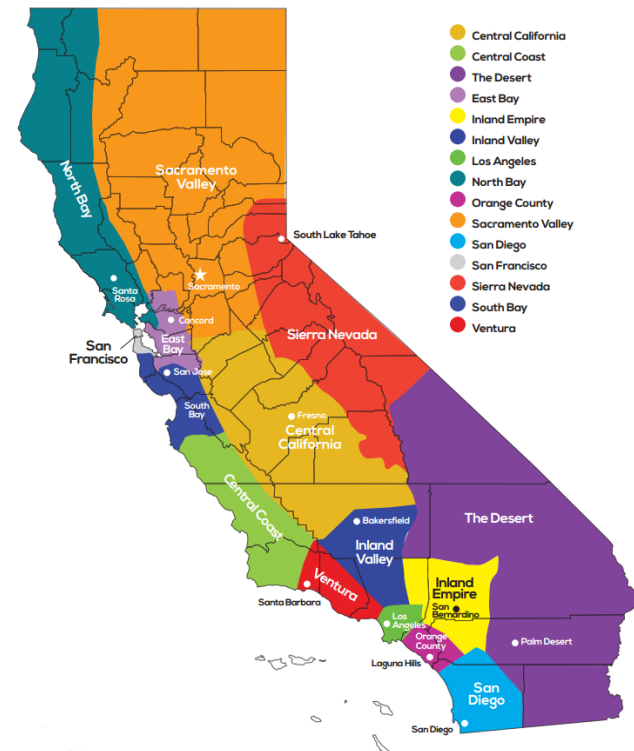 Central California
Central Coast
The Desert
East Bay
Inland Empire
Inland Valley
Los Angeles
North Bay
Orange County
Sacramento Valley
San Diego
San Francisco
Sierra Nevada
South Bay
Ventura
North Bay
Sacramento
Valley
South Lake Tahoe
Sacramento
Santa
Rosa
Concord
East
Bay
San
Francisco
Sierra Nevada
San Jose
South
Bay
Fresno
Central
California
Central Coast
Bakersfield
The Desert
Inland
Valley
Inland
Empire
San
Bernardino
Ventura
Santa Barbara
Los
Angeles
Orange
County
Palm Desert
Laguna Hills
San
Diego
San Diego